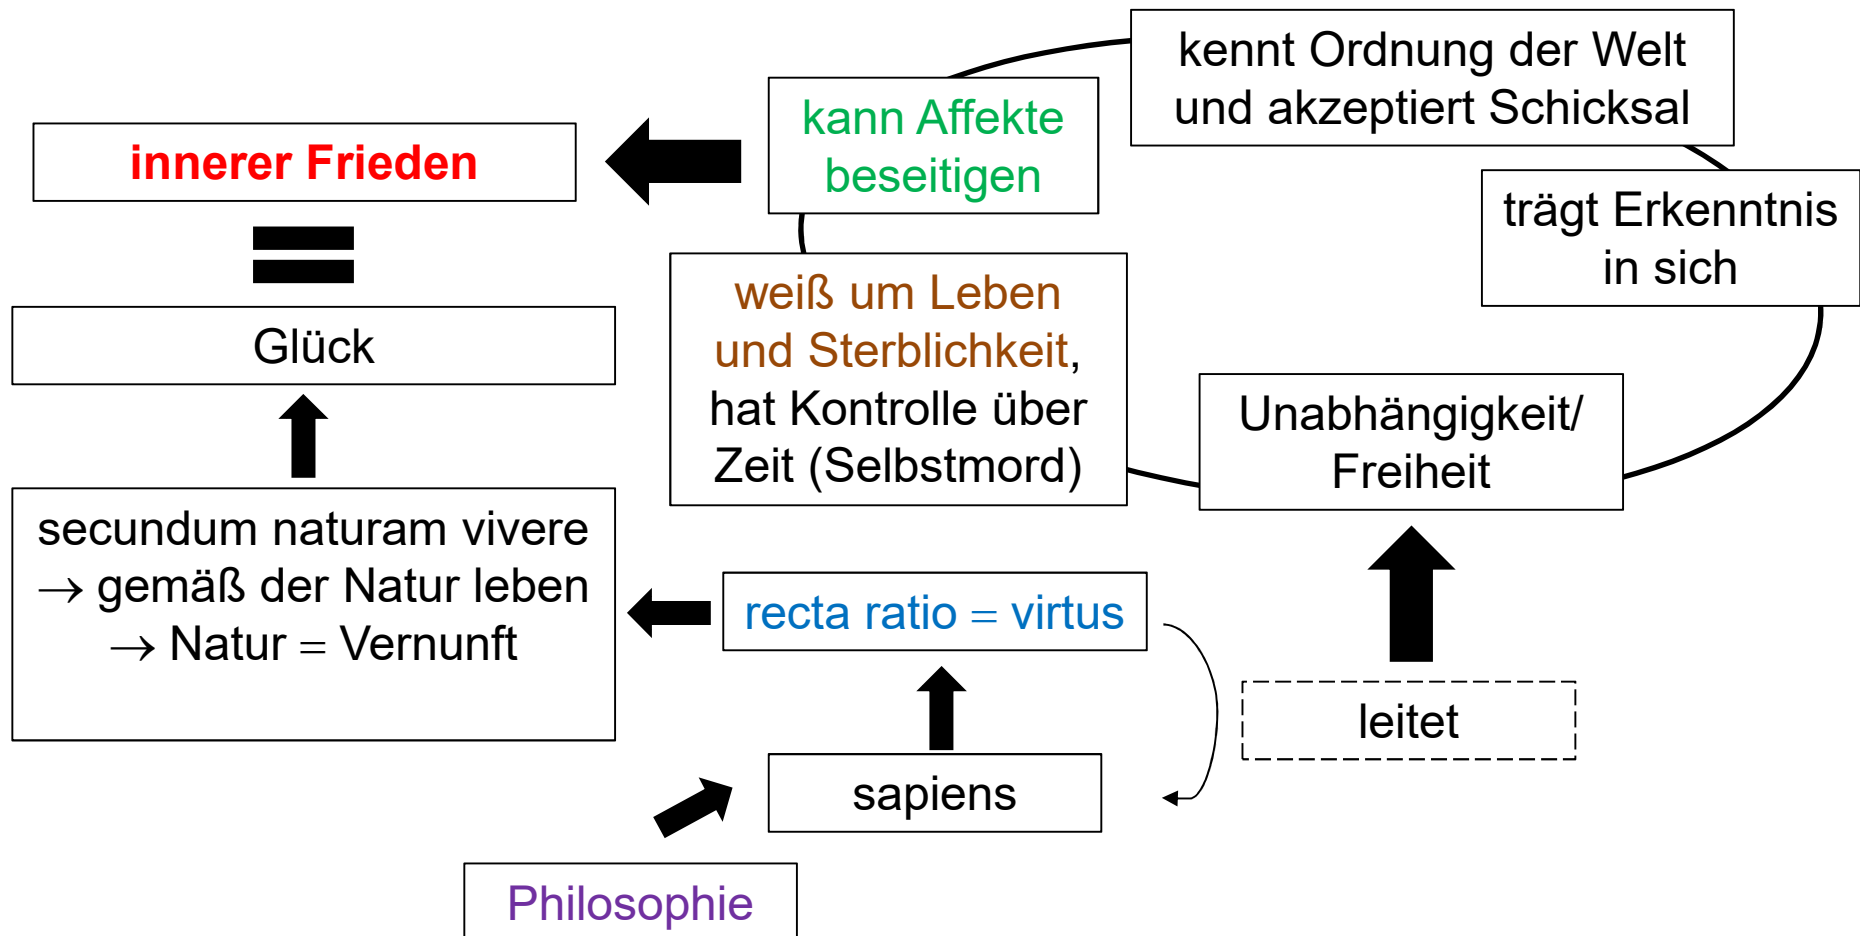 kennt Ordnung der Welt
und akzeptiert Schicksal
kann Affekte
beseitigen
innerer Frieden
trägt Erkenntnis
in sich
weiß um Leben
und Sterblichkeit,
hat Kontrolle über
Zeit (Selbstmord)
Glück
Unabhängigkeit/
Freiheit
secundum naturam vivere
→ gemäß der Natur leben
→ Natur = Vernunft
recta ratio = virtus
leitet
sapiens
Philosophie